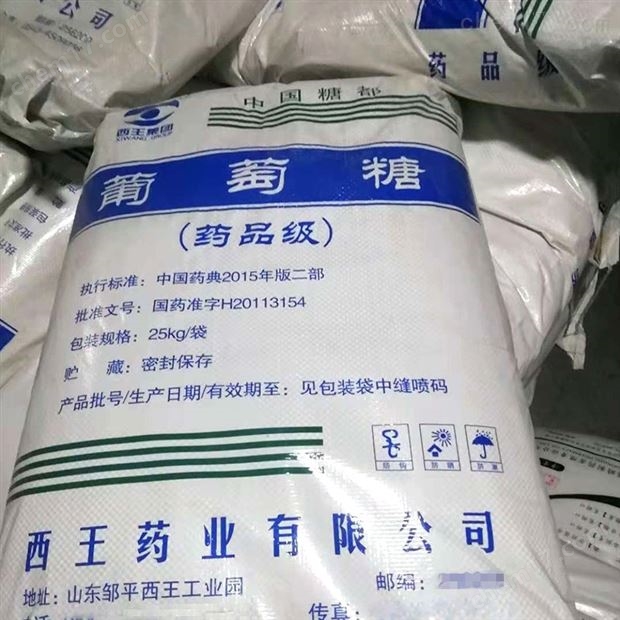 药品级
中国糖都
西王集团
XIWANG GROUP
葡萄糖
(药品级)
执行标准：中国药典2015年版二部
批准文号：国药准字H20113154
包装规格：25kg/袋
贮 藏：密封保存
产品批号/生产日期/有效期至：见包装袋中缝喷码
西王药业有限公司
地址：山东邹平西王工业园
邮编：
传真：